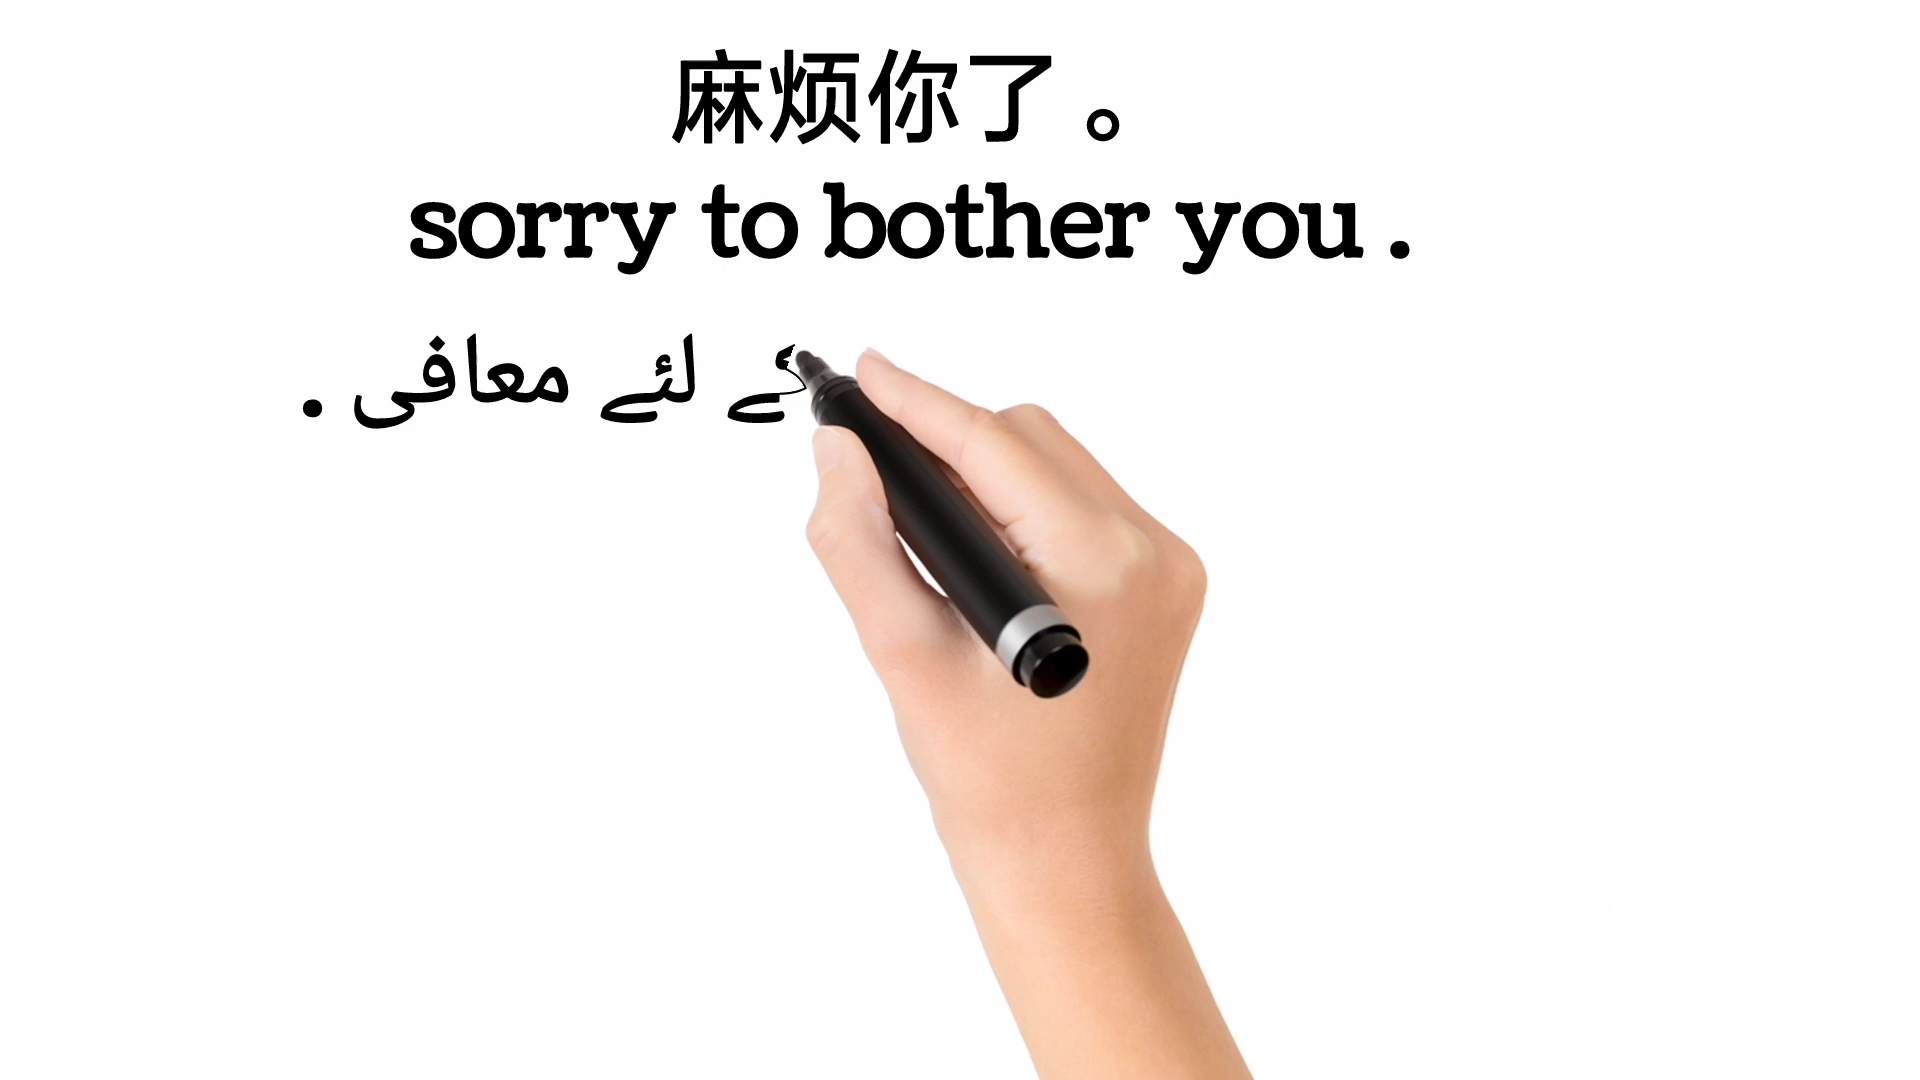 麻烦你了。
sorry to bother you .
کے لئے معافی .